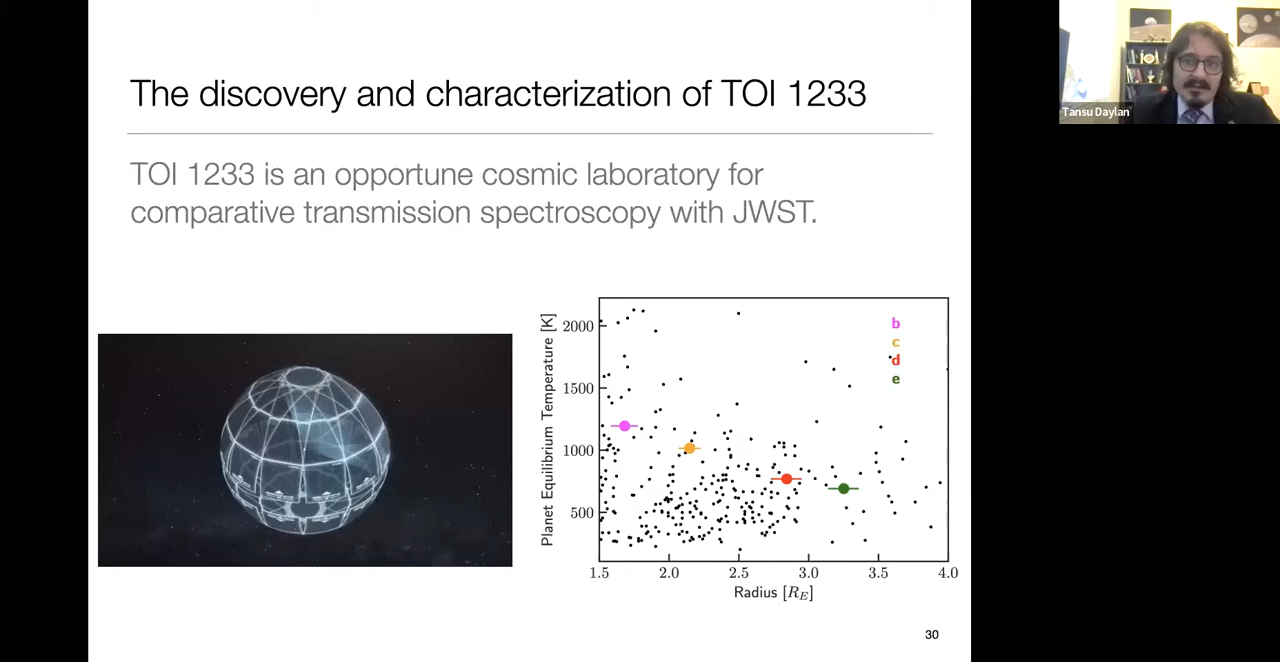 The discovery and characterization of TOI 1233
TOI 1233 is an opportune cosmic laboratory for
comparative transmission spectroscopy with JWST.
Planet Equilibrium Temperature [K]
2000
1500
1000
500
b
c
d
e
1.5 2.0 2.5 3.0 3.5 4.0
Radius [R_E]
30
Tansu Daylan